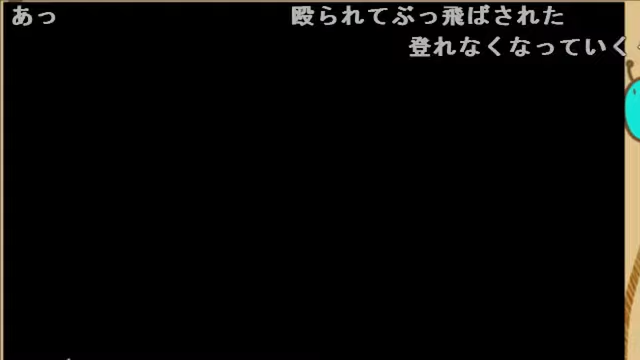 あっ
殴られてぶっ飛ばされた
登れなくなっていく